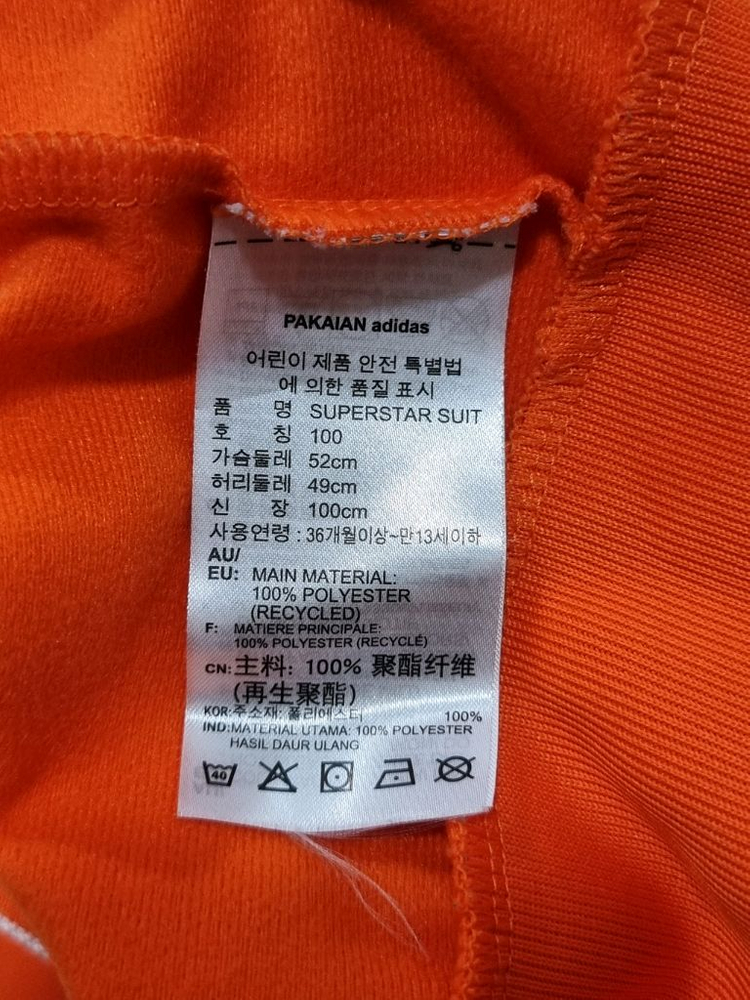 PAKAIAN adidas
어린이 제품 안전 특별법
에 의한 품질 표시
품 명 SUPERSTAR SUIT
호 칭 100
가슴둘레 52cm
허리둘레 49cm
신 장 100cm
사용연령 : 36개월이상~만13세이하
AU/
EU: MAIN MATERIAL:
100% POLYESTER
(RECYCLED)
F: MATIERE PRINCIPALE:
100% POLYESTER (RECYCLÉ)
CN:主料: 100% 聚酯纤维
(再生聚酯)
KOR:주소재: 폴리에스터 100%
IND:MATERIAL UTAMA: 100% POLYESTER
HASIL DAUR ULANG
40